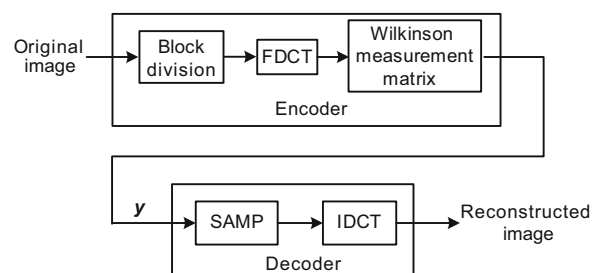 Original
image
Block
division
FDCT
Wilkinson
measurement
matrix
Encoder
y
SAMP
IDCT
Reconstructed
image
Decoder